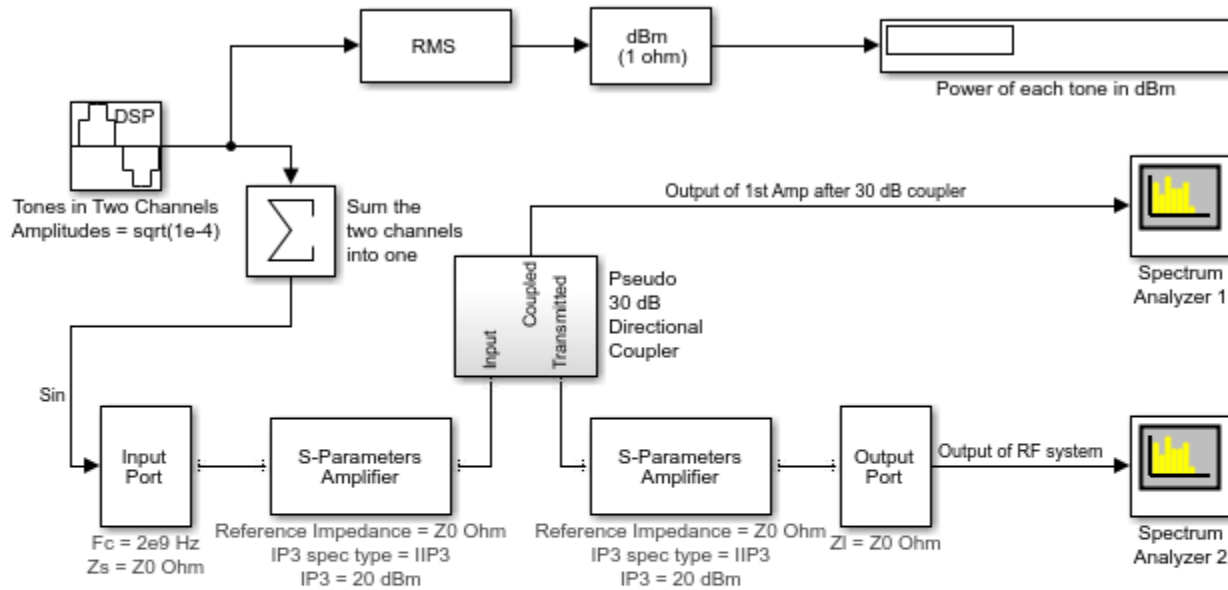 RMS
dBm
(1 ohm)
Power of each tone in dBm
DSP
Tones in Two Channels
Amplitudes = sqrt(1e-4)
Sum the
two channels
into one
Output of 1st Amp after 30 dB coupler
Spectrum
Analyzer 1
Input
Coupled
Transmitted
Pseudo
30 dB
Directional
Coupler
Sin
Input
Port
Fc = 2e9 Hz
Zs = Z0 Ohm
S-Parameters
Amplifier
Reference Impedance = Z0 Ohm
IP3 spec type = IIP3
IP3 = 20 dBm
S-Parameters
Amplifier
Reference Impedance = Z0 Ohm
IP3 spec type = IIP3
IP3 = 20 dBm
Output
Port
Zl = Z0 Ohm
Output of RF system
Spectrum
Analyzer 2